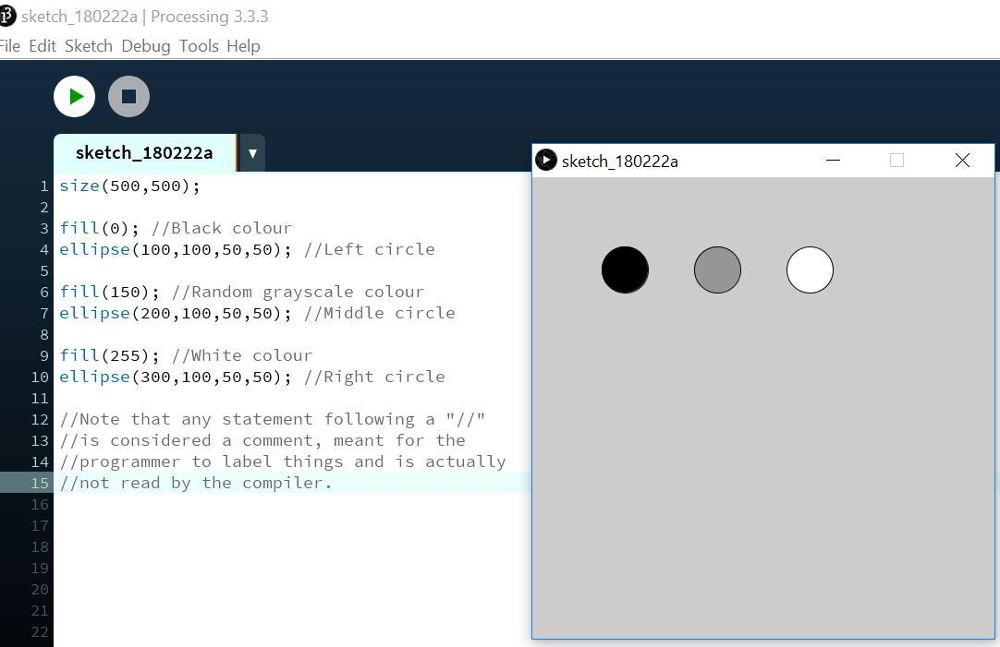 sketch_180222a | Processing 3.3.3
File Edit Sketch Debug Tools Help
sketch_180222a
sketch_180222a
1 size(500,500);
2
3 fill(0); //Black colour
4 ellipse(100,100,50,50); //Left circle
5
6 fill(150); //Random grayscale colour
7 ellipse(200,100,50,50); //Middle circle
8
9 fill(255); //White colour
10 ellipse(300,100,50,50); //Right circle
11
12 //Note that any statement following a "//"
13 //is considered a comment, meant for the
14 //programmer to label things and is actually
15 //not read by the compiler.
16
17
18
19
20
21
22